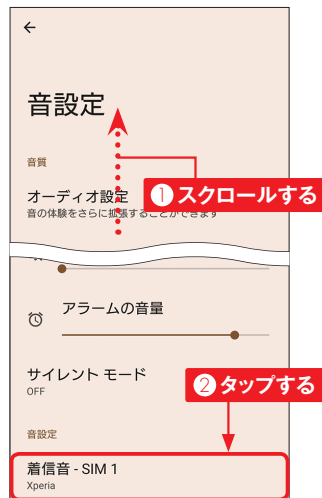 ←
音設定
音質
オーディオ設定
音の体験をさらに拡張することができます
❶スクロールする
アラームの音量
サイレント モード
OFF
❷タップする
音設定
着信音 - SIM 1
Xperia